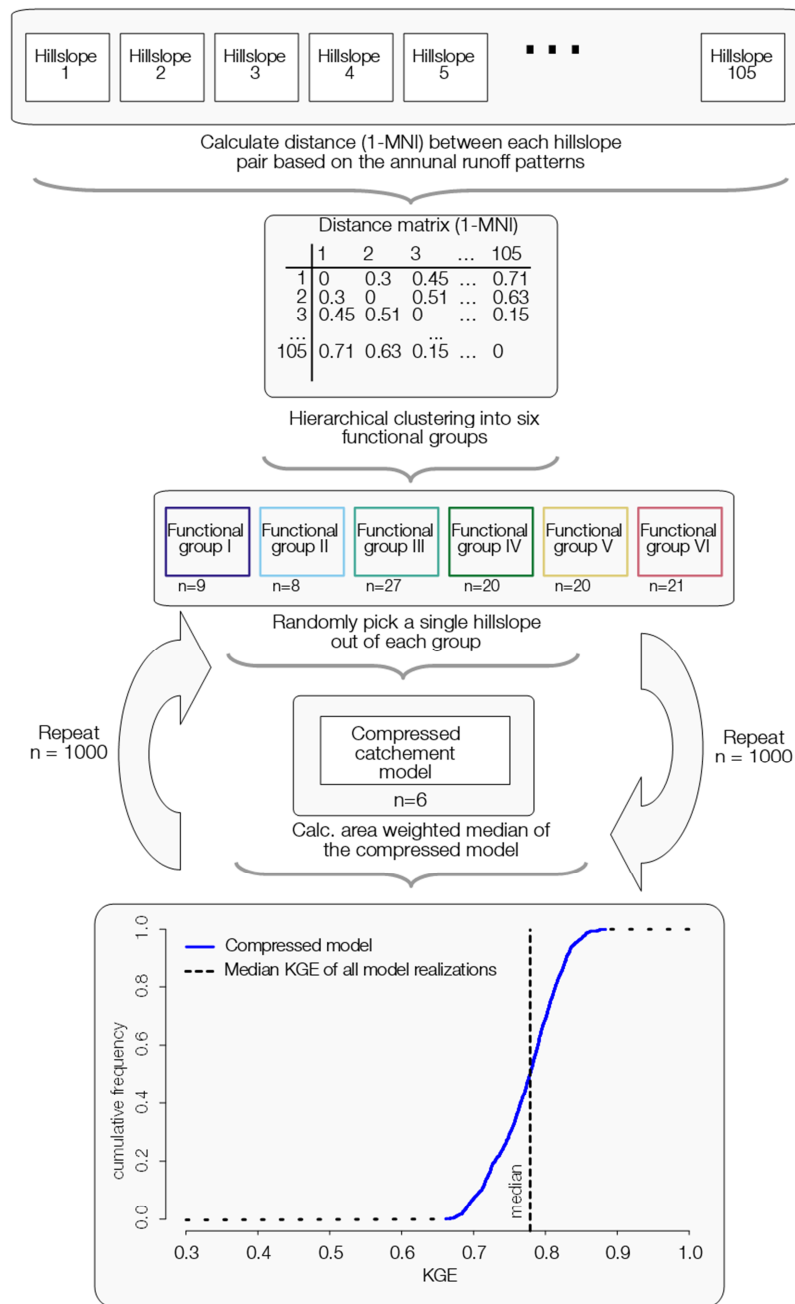 Hillslope 1 Hillslope 2 Hillslope 3 Hillslope 4 Hillslope 5 ... Hillslope 105
Calculate distance (1-MNI) between each hillslope
pair based on the annunal runoff patterns
Distance matrix (1-MNI)
1 2 3 ... 105
1 0 0.3 0.45 ... 0.71
2 0.3 0 0.51 ... 0.63
3 0.45 0.51 0 ... 0.15
... ...
105 0.71 0.63 0.15 ... 0
Hierarchical clustering into six
functional groups
Functional group I Functional group II Functional group III Functional group IV Functional group V Functional group VI
n=9 n=8 n=27 n=20 n=20 n=21
Randomly pick a single hillslope
out of each group
Repeat
n = 1000
Compressed
catchement
model
n=6
Repeat
n = 1000
Calc. area weighted median of
the compressed model
Compressed model
Median KGE of all model realizations
cumulative frequency
1.0
0.8
0.6
0.4
0.2
0.0
median
0.3 0.4 0.5 0.6 0.7 0.8 0.9 1.0
KGE